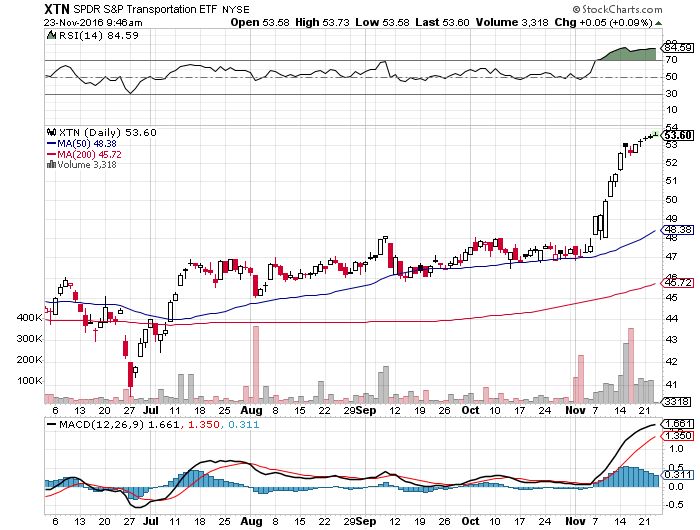 XTN SPDR S&P Transportation ETF NYSE © StockCharts.com
23-Nov-2016 9:46am Open 53.58 High 53.73 Low 53.58 Last 53.60 Volume 3,318 Chg +0.05 (+0.09%)
RSI(14) 84.59
90
84.59
70
50
30
10
XTN (Daily) 53.60
MA(50) 48.38
MA(200) 45.72
Volume 3,318
54
53.60
53
52
51
50
49
48.38
48
47
46
45.72
45
44
43
42
41
3318
400K
300K
200K
100K
6 13 20 27 Jul 11 18 25 Aug 8 15 22 29 Sep 12 19 26 Oct 10 17 24 Nov 7 14 21
MACD(12,26,9) 1.661, 1.350, 0.311
1.661
1.350
1.0
0.5
0.311
0.0
-0.5
6 13 20 27 Jul 11 18 25 Aug 8 15 22 29 Sep 12 19 26 Oct 10 17 24 Nov 7 14 21